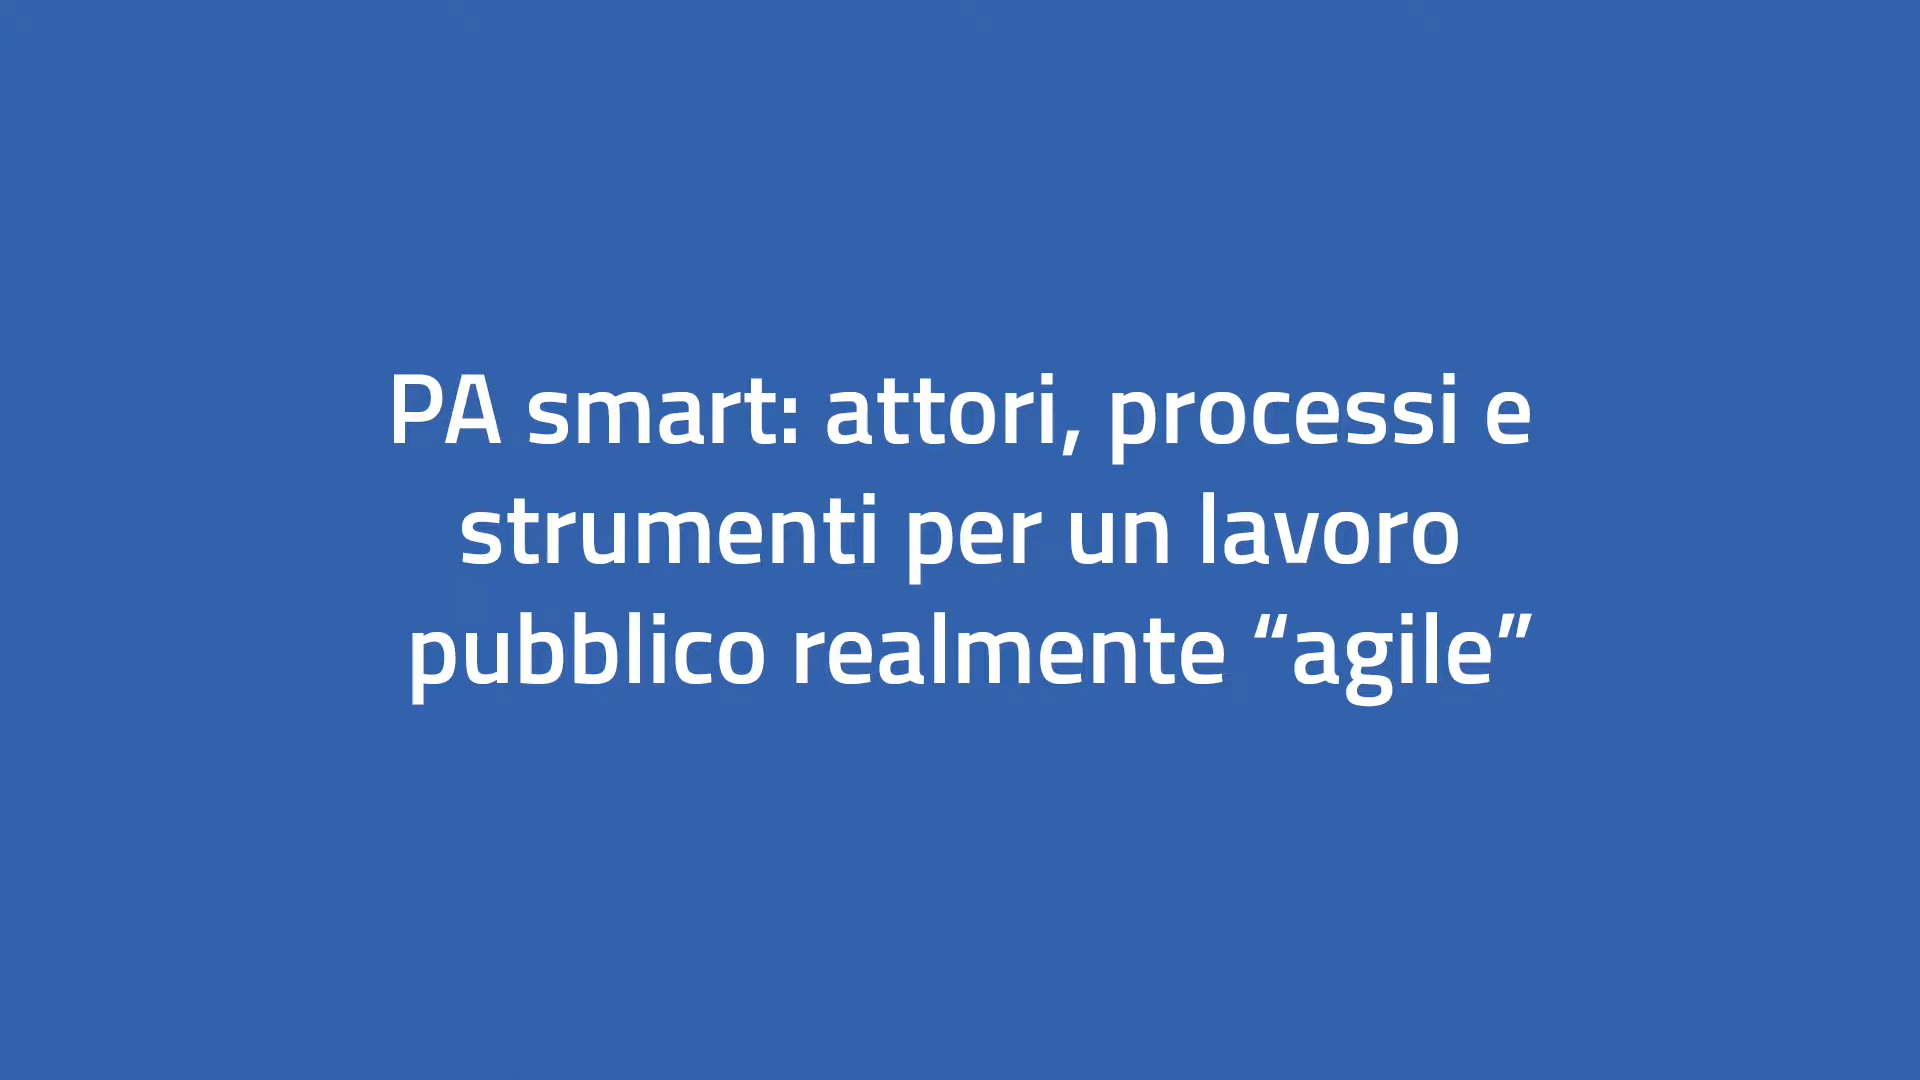 PA smart: attori, processi e
strumenti per un lavoro
pubblico realmente “agile”